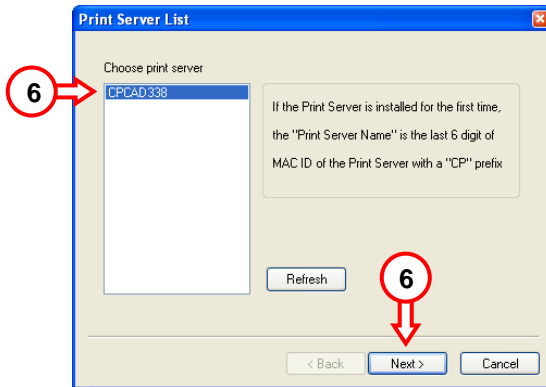 Print Server List
Choose print server
6
CPCAD338
If the Print Server is installed for the first time,
the "Print Server Name" is the last 6 digit of
MAC ID of the Print Server with a "CP" prefix
Refresh
6
< Back
Next >
Cancel